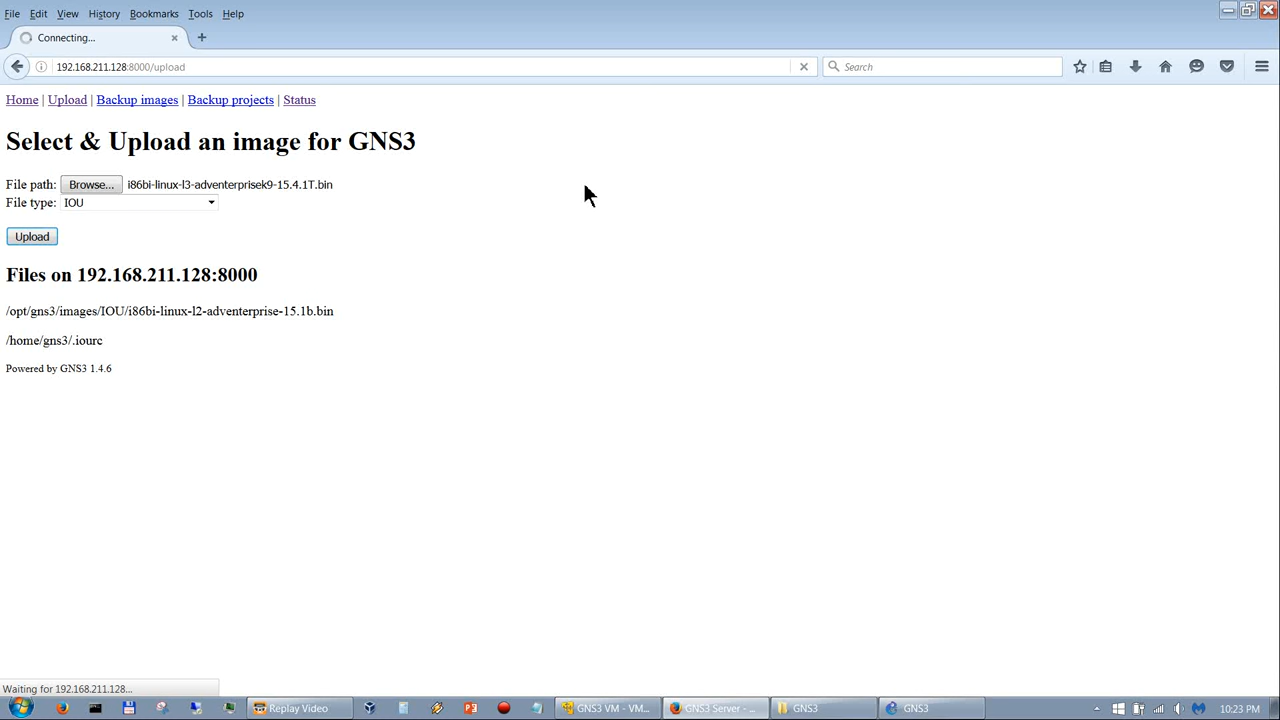 File Edit View History Bookmarks Tools Help
Connecting...
192.168.211.128:8000/upload
Search
Home | Upload | Backup images | Backup projects | Status
Select & Upload an image for GNS3
File path: Browse... i86bi-linux-l3-adventerprisek9-15.4.1T.bin
File type: IOU
Upload
Files on 192.168.211.128:8000
/opt/gns3/images/IOU/i86bi-linux-l2-adventerprise-15.1b.bin
/home/gns3/.iourc
Powered by GNS3 1.4.6
Waiting for 192.168.211.128...
Replay Video
GNS3 VM - VM...
GNS3 Server - ...
GNS3
GNS3
10:23 PM